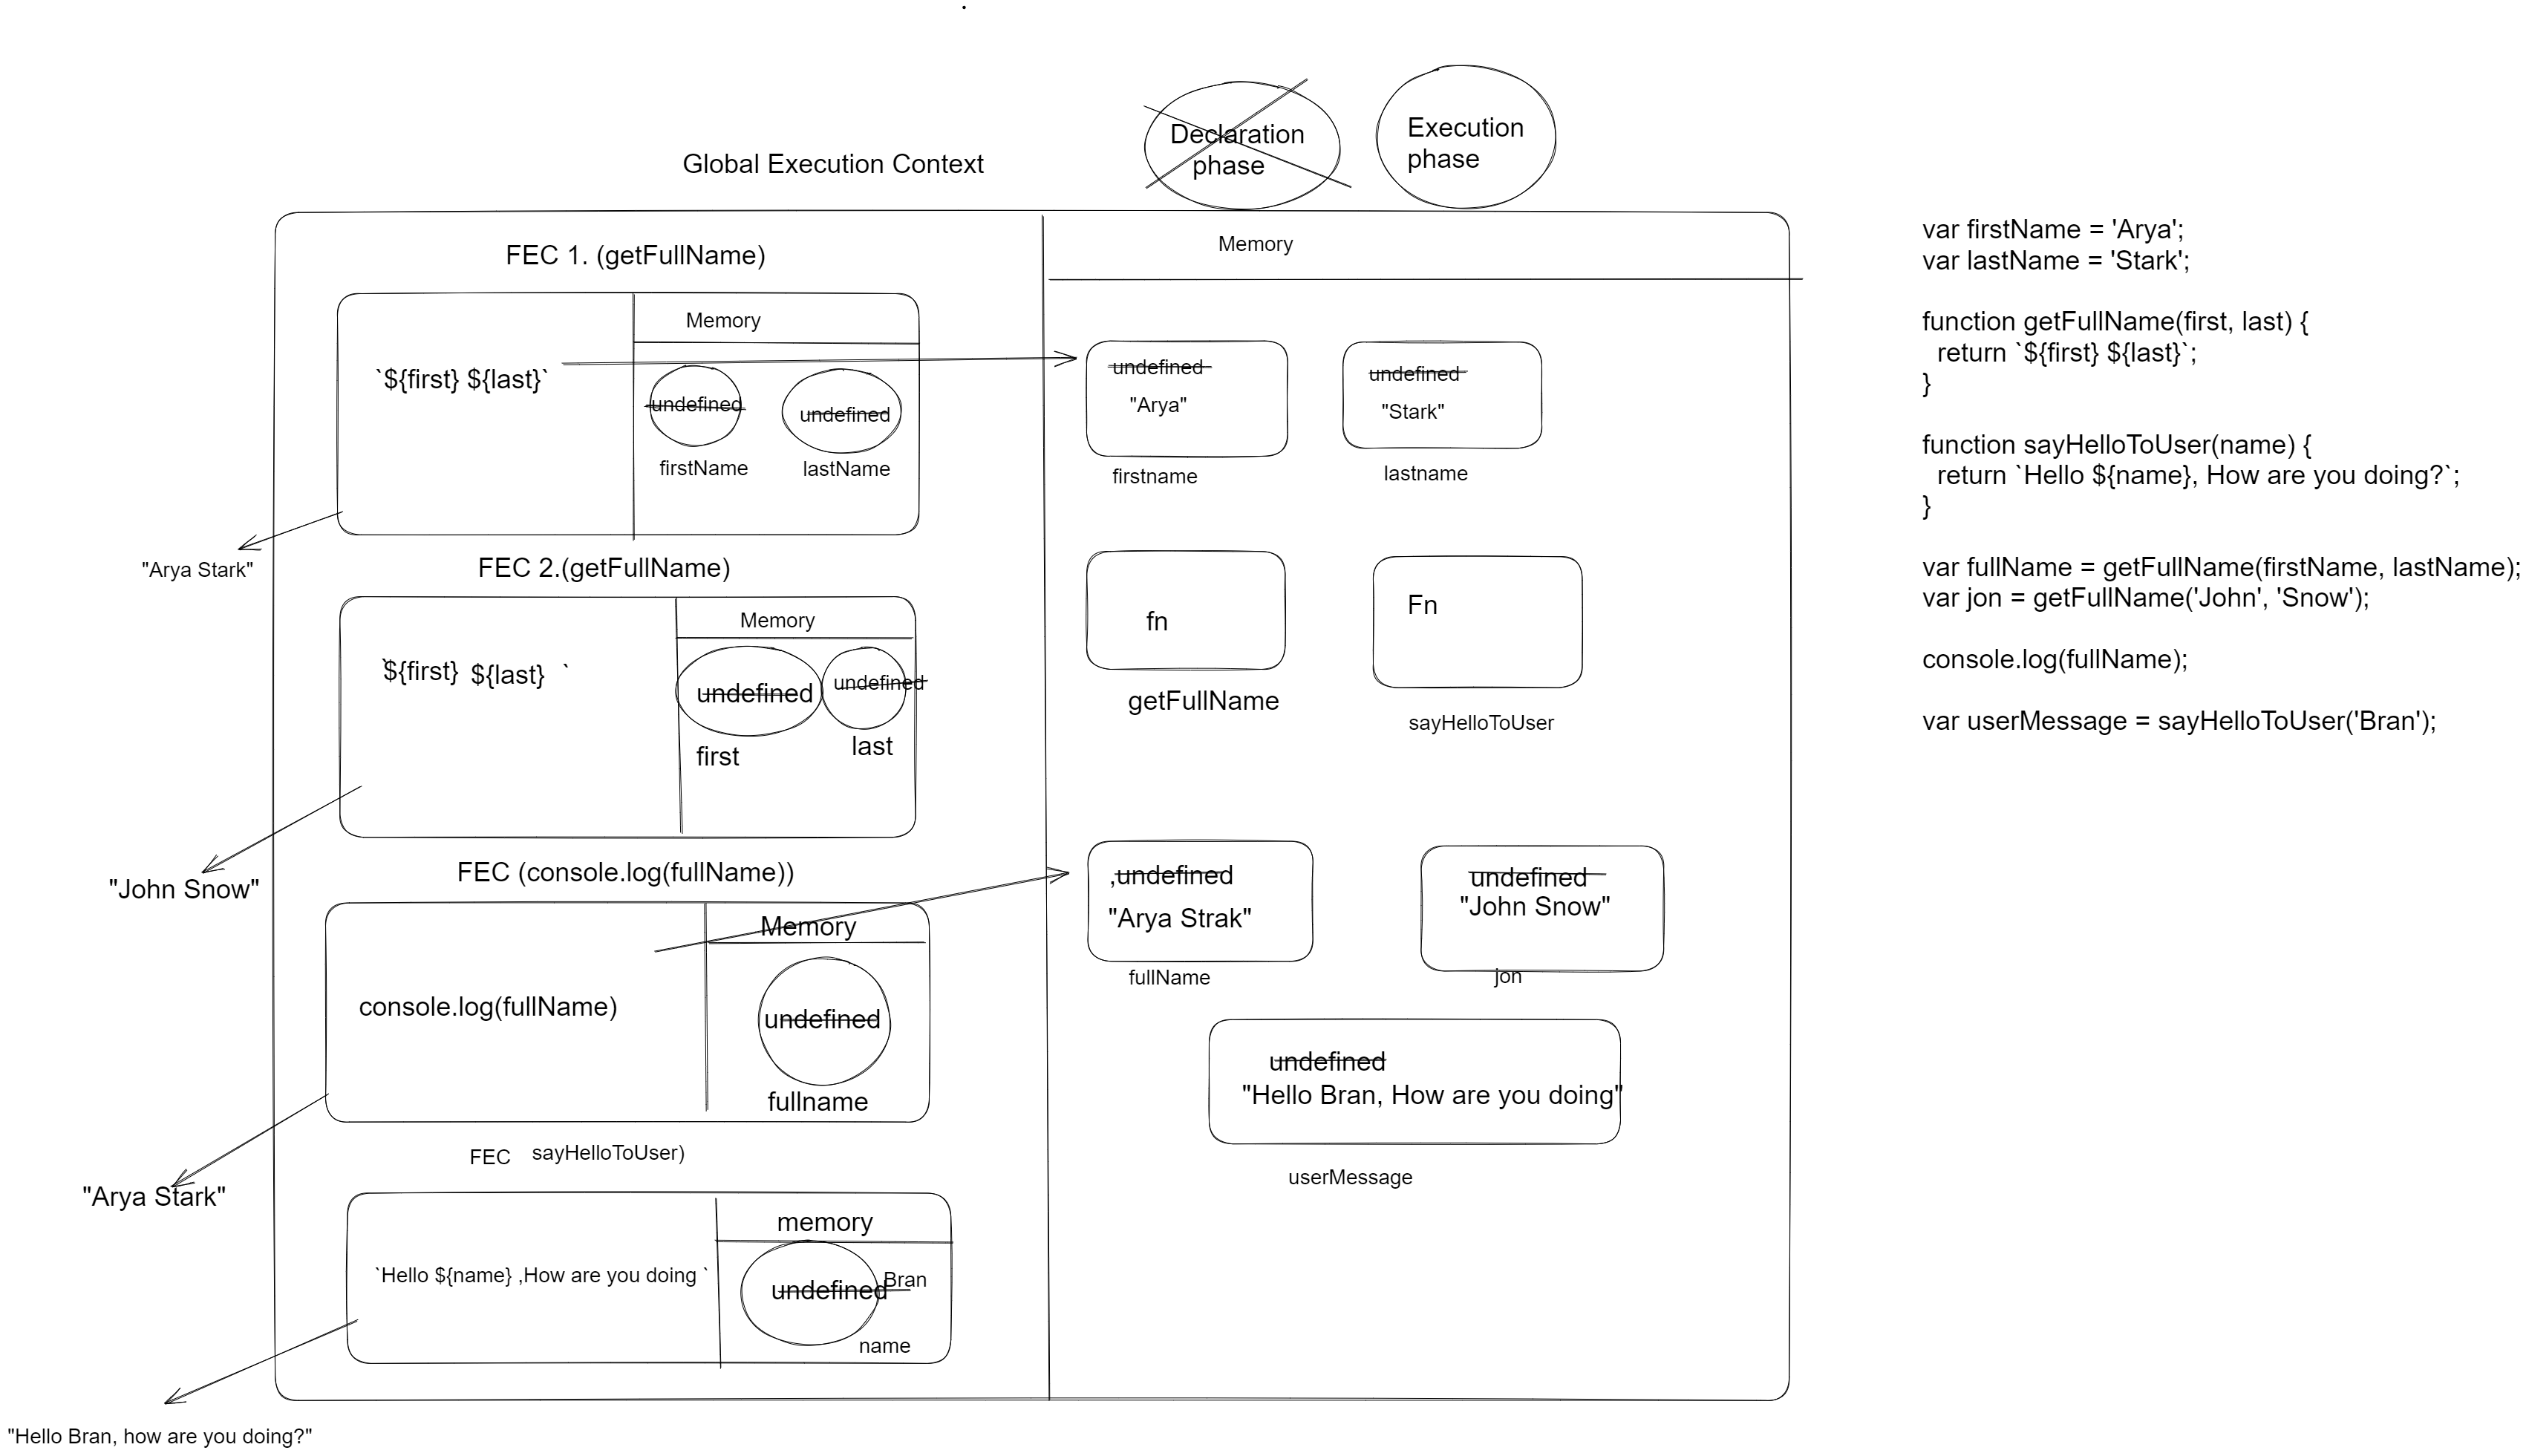 Declaration
phase
Execution
phase
Global Execution Context
Memory
FEC 1. (getFullName)
Memory
`${first} ${last}`
undefined
undefined
firstName
lastName
"Arya Stark"
FEC 2.(getFullName)
Memory
`${first} ${last} `
undefined
undefined
first
last
"John Snow"
FEC (console.log(fullName))
Memory
console.log(fullName)
undefined
fullname
"Arya Stark"
FEC sayHelloToUser)
memory
`Hello ${name} ,How are you doing `
undefined
Bran
name
"Hello Bran, how are you doing?"
undefined
"Arya"
firstname
undefined
"Stark"
lastname
fn
getFullName
Fn
sayHelloToUser
,undefined
"Arya Strak"
fullName
undefined
"John Snow"
jon
undefined
"Hello Bran, How are you doing"
userMessage
var firstName = 'Arya';
var lastName = 'Stark';
function getFullName(first, last) {
return `${first} ${last}`;
}
function sayHelloToUser(name) {
return `Hello ${name}, How are you doing?`;
}
var fullName = getFullName(firstName, lastName);
var jon = getFullName('John', 'Snow');
console.log(fullName);
var userMessage = sayHelloToUser('Bran');